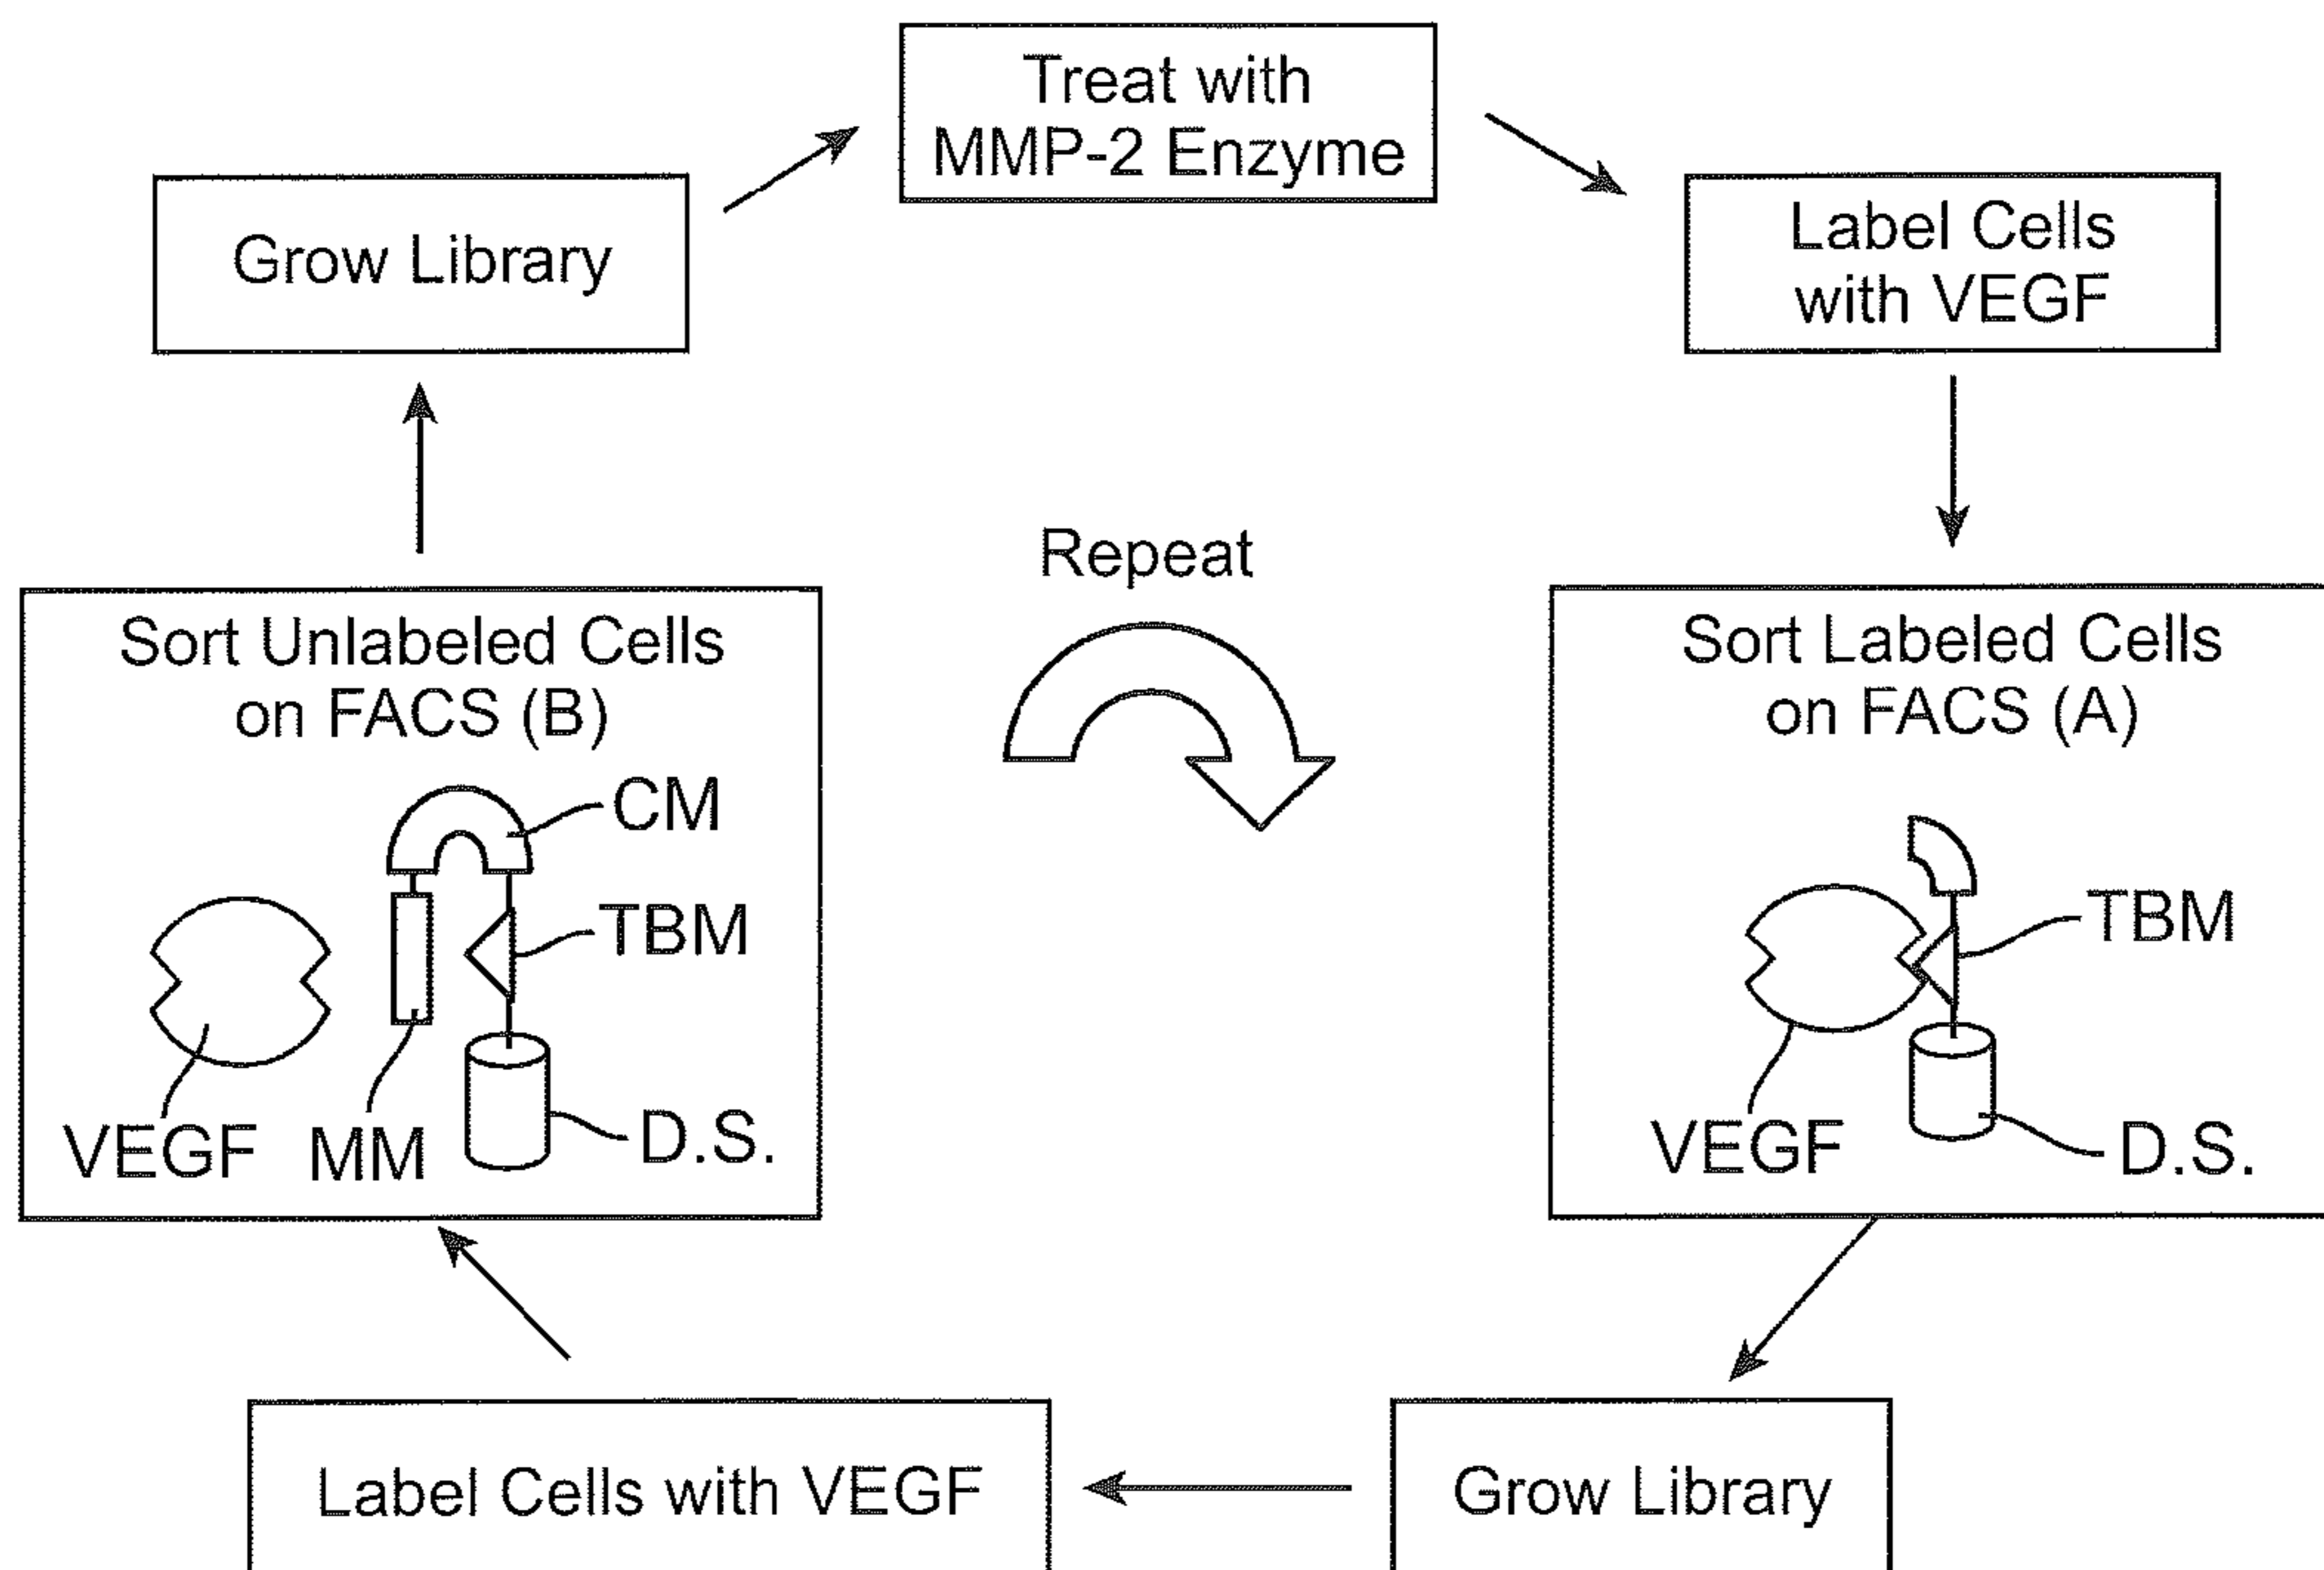 Treat with
MMP-2 Enzyme
Grow Library
Label Cells
with VEGF
Repeat
Sort Unlabeled Cells
on FACS (B)
CM
TBM
VEGF
MM
D.S.
Sort Labeled Cells
on FACS (A)
TBM
VEGF
D.S.
Label Cells with VEGF
Grow Library